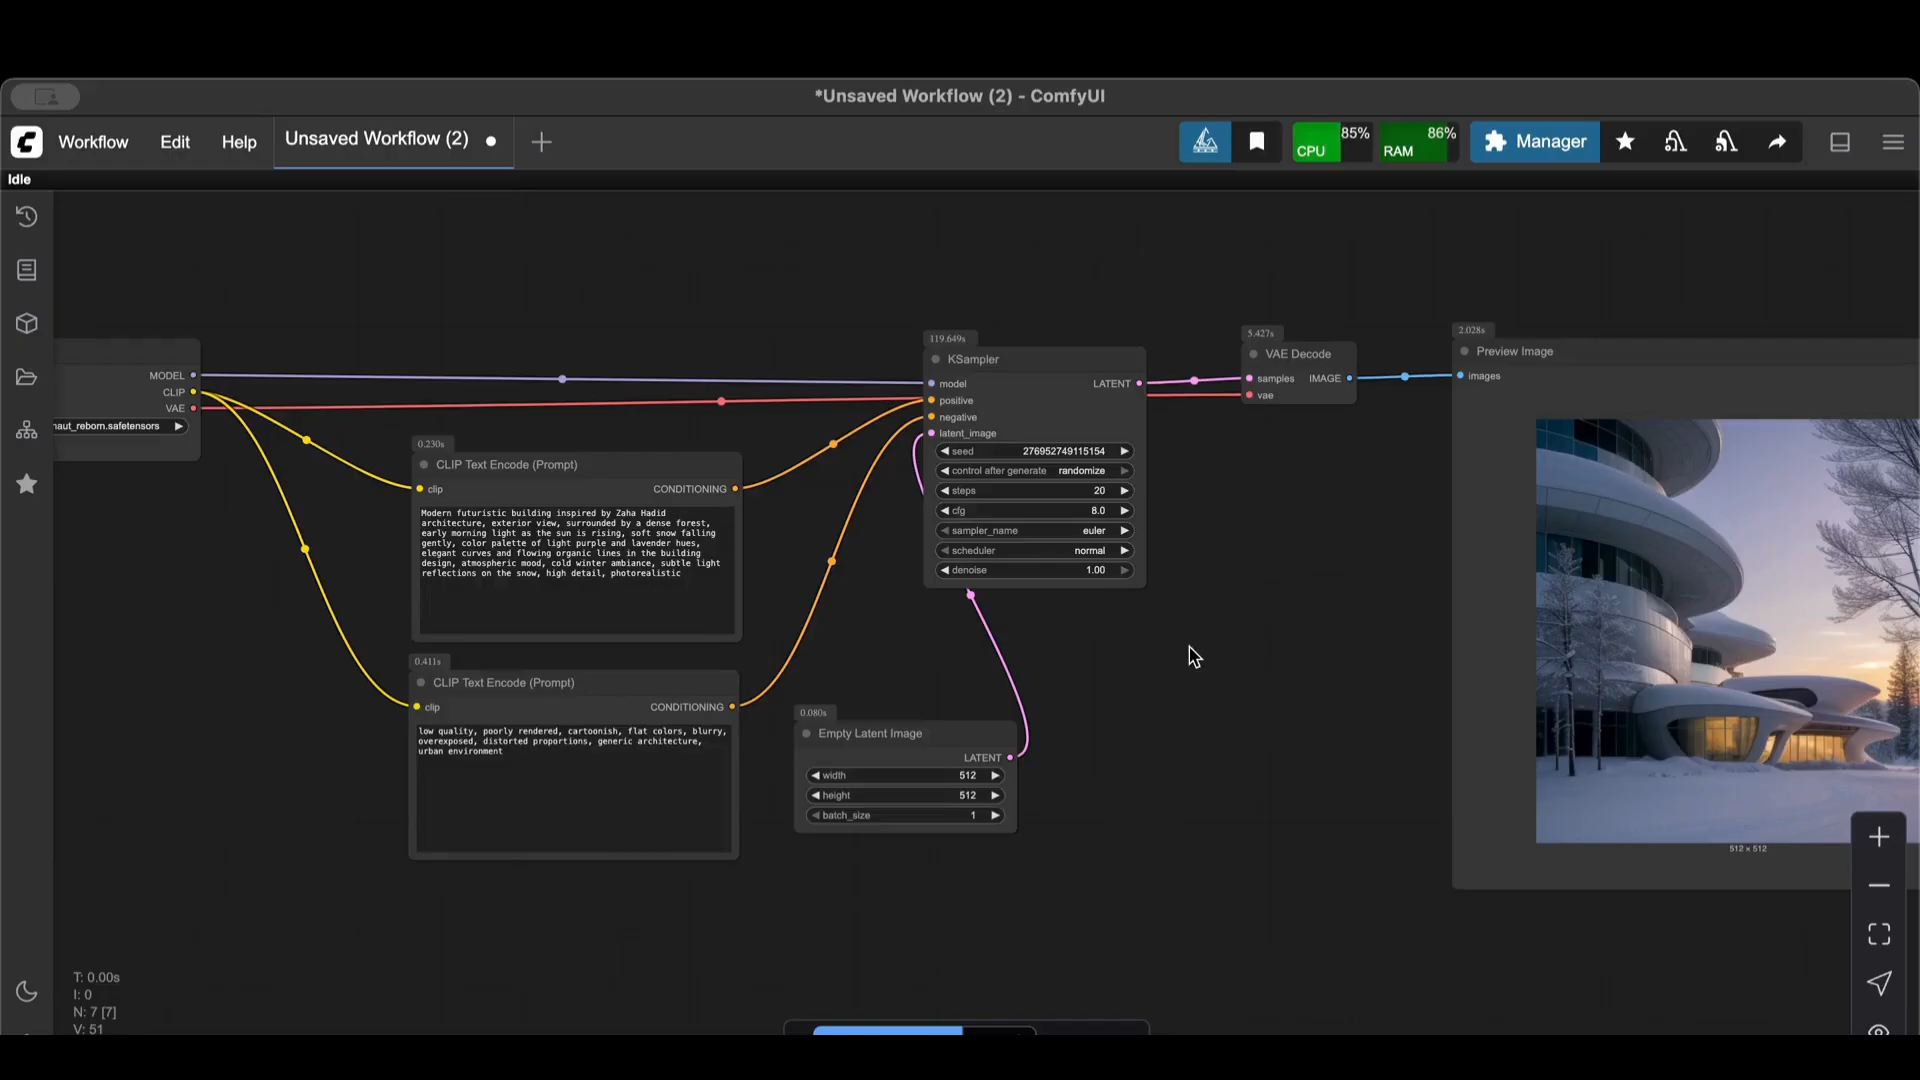 *Unsaved Workflow (2) - ComfyUI
Workflow Edit Help Unsaved Workflow (2)
CPU 85% RAM 86% Manager
Idle
MODEL
CLIP
VAE
naut_reborn.safetensors
0.230s
CLIP Text Encode (Prompt)
clip CONDITIONING
Modern futuristic building inspired by Zaha Hadid
architecture, exterior view, surrounded by a dense forest,
early morning light as the sun is rising, soft snow falling
gently, color palette of light purple and lavender hues,
elegant curves and flowing organic lines in the building
design, atmospheric mood, cold winter ambiance, subtle light
reflections on the snow, high detail, photorealistic
0.411s
CLIP Text Encode (Prompt)
clip CONDITIONING
low quality, poorly rendered, cartoonish, flat colors, blurry,
overexposed, distorted proportions, generic architecture,
urban environment
0.080s
Empty Latent Image
LATENT
width 512
height 512
batch_size 1
119.649s
KSampler
model LATENT
positive
negative
latent_image
seed 276952749115154
control after generate randomize
steps 20
cfg 8.0
sampler_name euler
scheduler normal
denoise 1.00
5.427s
VAE Decode
samples IMAGE
vae
2.028s
Preview Image
images
512 × 512
T: 0.00s
I: 0
N: 7 [7]
V: 51